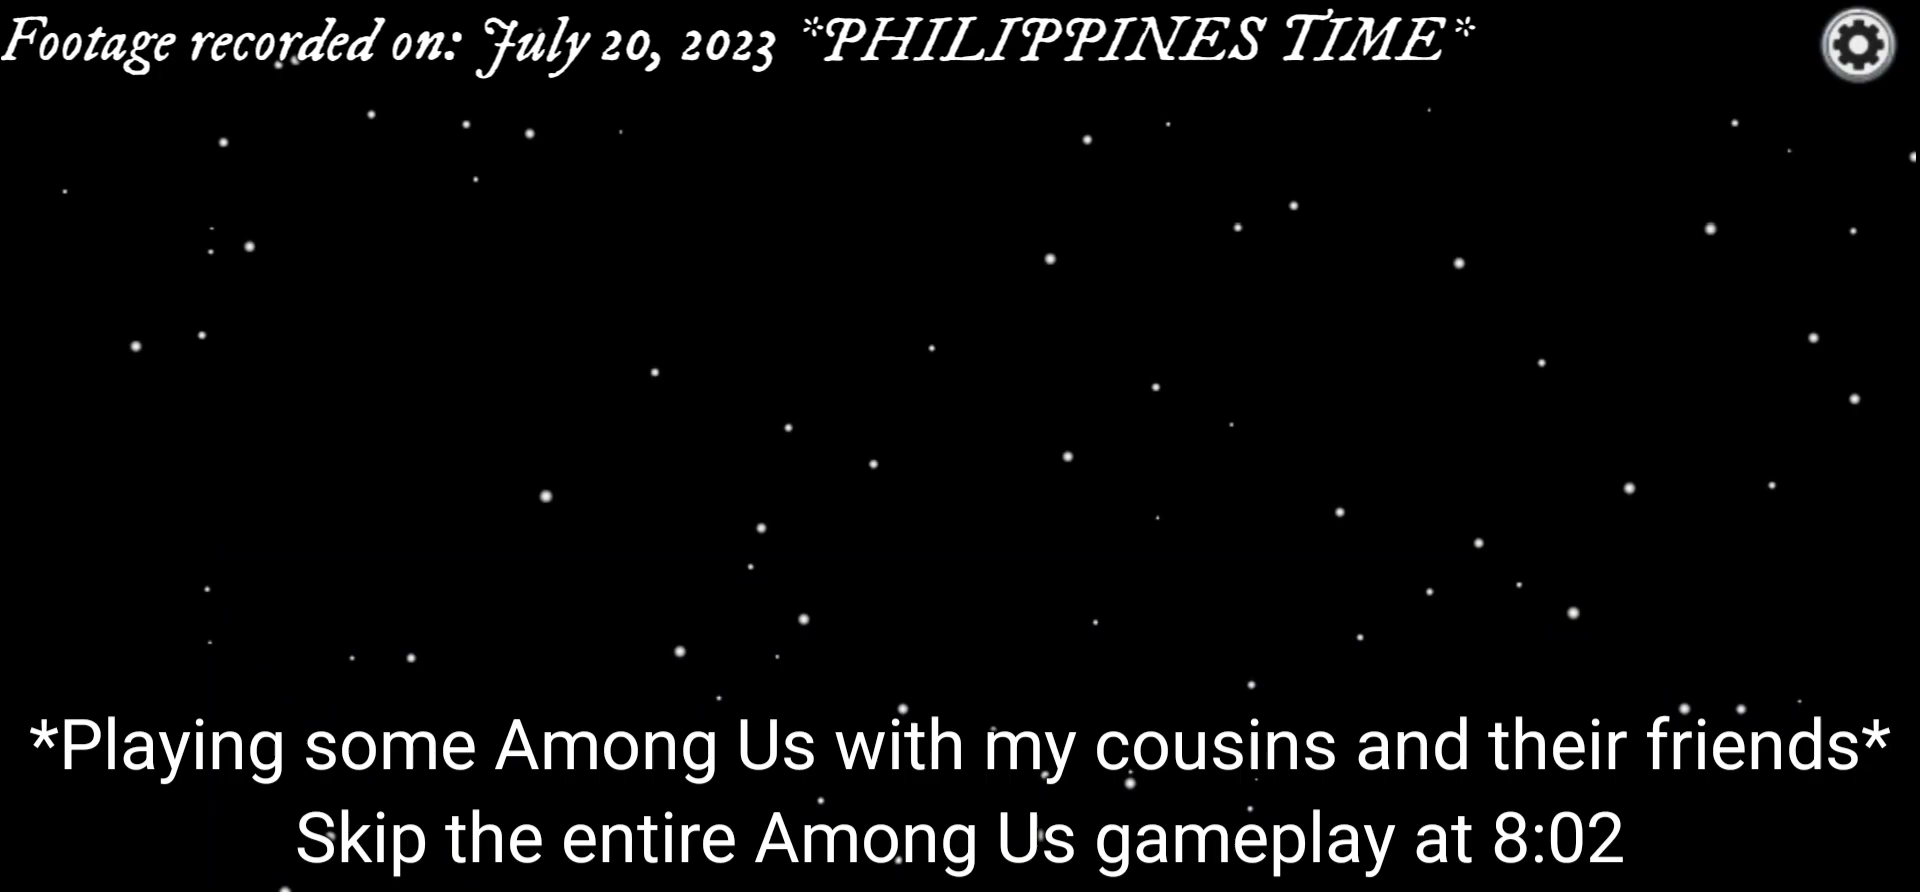 Footage recorded on: July 20, 2023 *PHILIPPINES TIME*
*Playing some Among Us with my cousins and their friends*
Skip the entire Among Us gameplay at 8:02